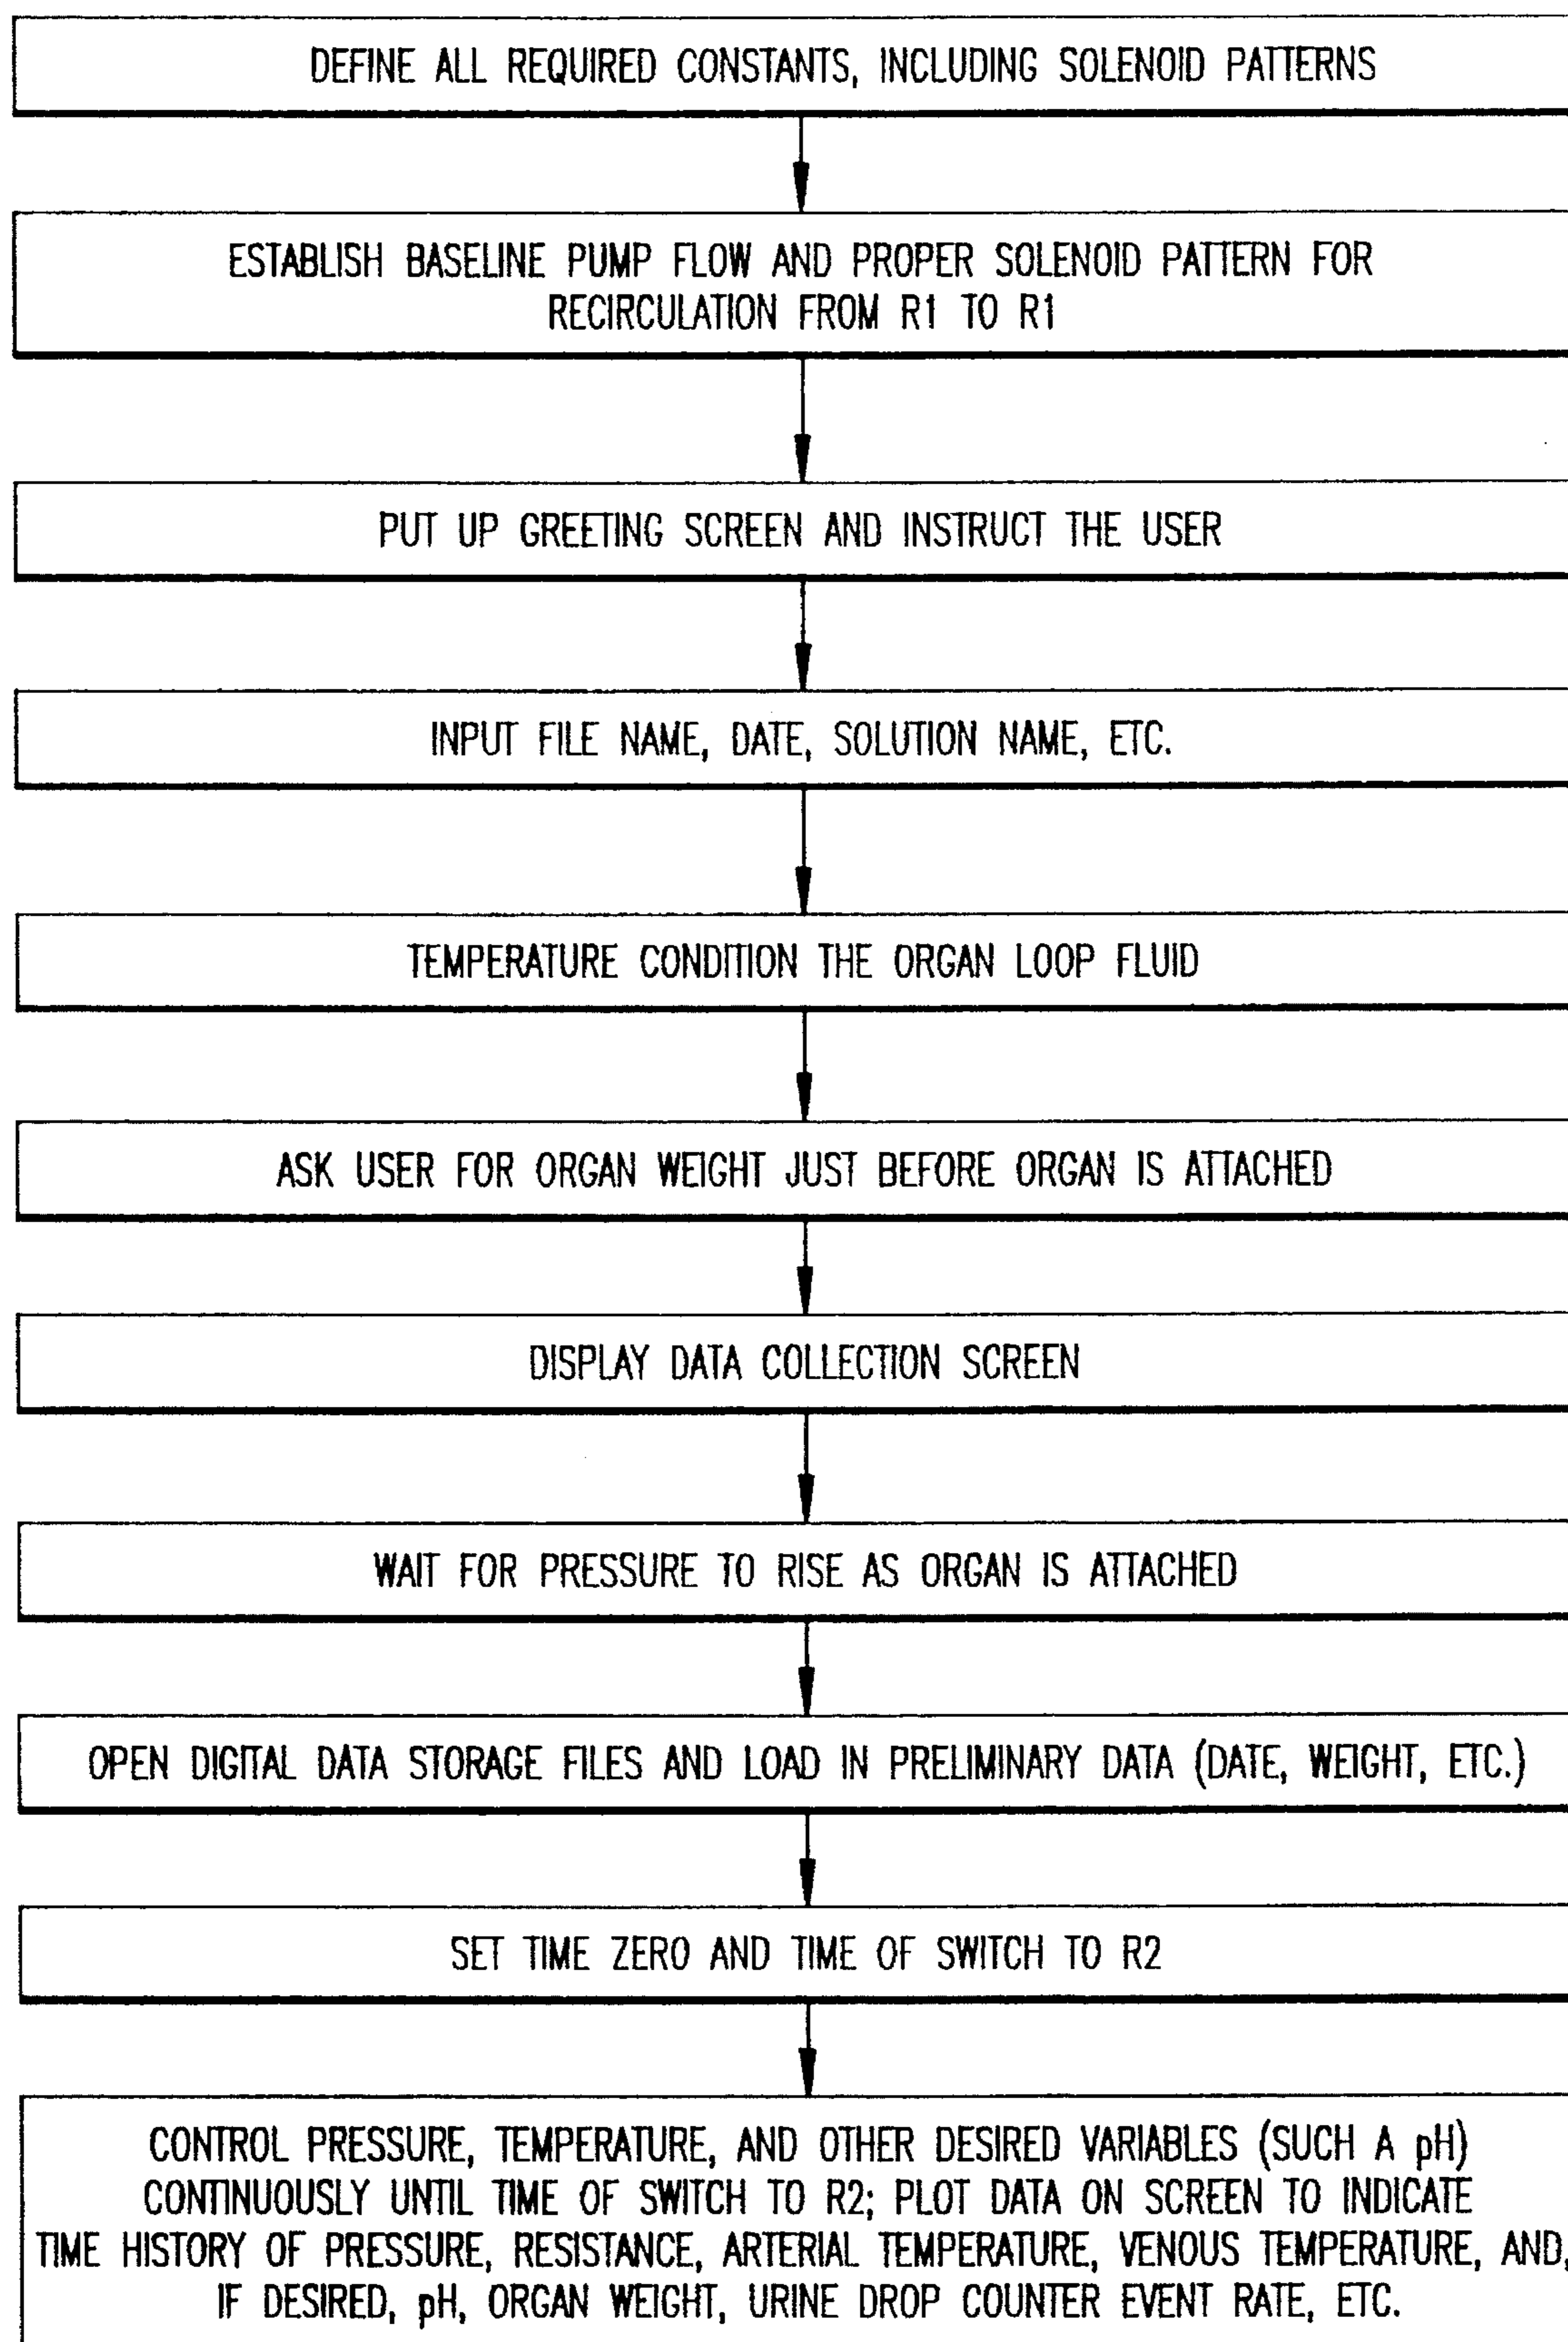 DEFINE ALL REQUIRED CONSTANTS, INCLUDING SOLENOID PATTERNS
ESTABLISH BASELINE PUMP FLOW AND PROPER SOLENOID PATTERN FOR
RECIRCULATION FROM R1 TO R1
PUT UP GREETING SCREEN AND INSTRUCT THE USER
INPUT FILE NAME, DATE, SOLUTION NAME, ETC.
TEMPERATURE CONDITION THE ORGAN LOOP FLUID
ASK USER FOR ORGAN WEIGHT JUST BEFORE ORGAN IS ATTACHED
DISPLAY DATA COLLECTION SCREEN
WAIT FOR PRESSURE TO RISE AS ORGAN IS ATTACHED
OPEN DIGITAL DATA STORAGE FILES AND LOAD IN PRELIMINARY DATA (DATE, WEIGHT, ETC.)
SET TIME ZERO AND TIME OF SWITCH TO R2
CONTROL PRESSURE, TEMPERATURE, AND OTHER DESIRED VARIABLES (SUCH A pH)
CONTINUOUSLY UNTIL TIME OF SWITCH TO R2; PLOT DATA ON SCREEN TO INDICATE
TIME HISTORY OF PRESSURE, RESISTANCE, ARTERIAL TEMPERATURE, VENOUS TEMPERATURE, AND,
IF DESIRED, pH, ORGAN WEIGHT, URINE DROP COUNTER EVENT RATE, ETC.